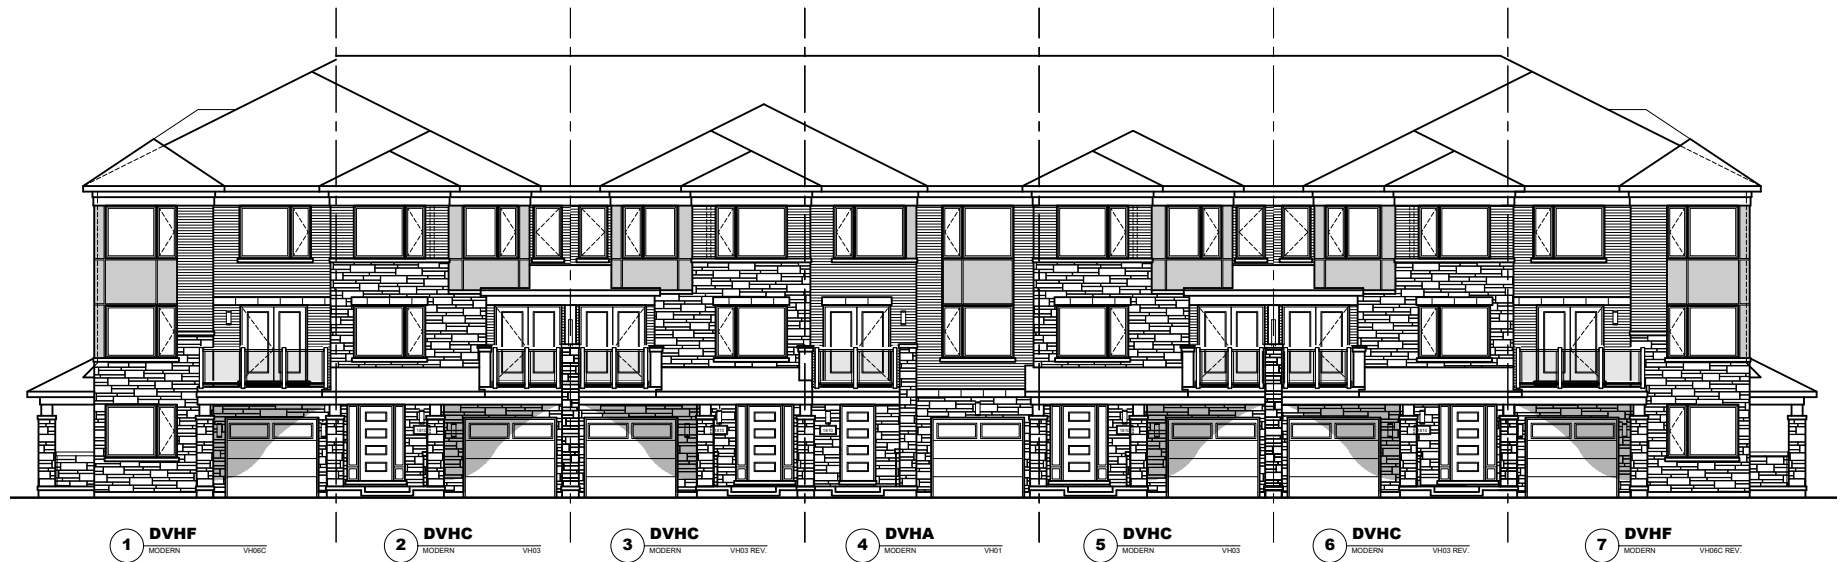 1 DVHF
MODERN VH06C
2 DVHC
MODERN VH03
3 DVHC
MODERN VH03 REV.
4 DVHA
MODERN VH01
5 DVHC
MODERN VH03
6 DVHC
MODERN VH03 REV.
7 DVHF
MODERN VH06C REV.